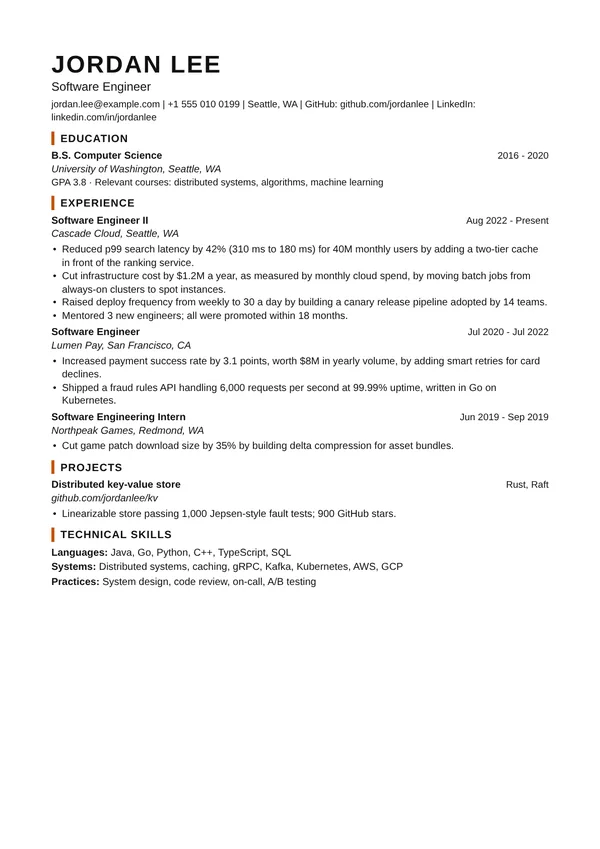 JORDAN LEE
Software Engineer
jordan.lee@example.com | +1 555 010 0199 | Seattle, WA | GitHub: github.com/jordanlee | LinkedIn:
linkedin.com/in/jordanlee
EDUCATION
B.S. Computer Science 2016 - 2020
University of Washington, Seattle, WA
GPA 3.8 · Relevant courses: distributed systems, algorithms, machine learning
EXPERIENCE
Software Engineer II Aug 2022 - Present
Cascade Cloud, Seattle, WA
• Reduced p99 search latency by 42% (310 ms to 180 ms) for 40M monthly users by adding a two-tier cache
in front of the ranking service.
• Cut infrastructure cost by $1.2M a year, as measured by monthly cloud spend, by moving batch jobs from
always-on clusters to spot instances.
• Raised deploy frequency from weekly to 30 a day by building a canary release pipeline adopted by 14 teams.
• Mentored 3 new engineers; all were promoted within 18 months.
Software Engineer Jul 2020 - Jul 2022
Lumen Pay, San Francisco, CA
• Increased payment success rate by 3.1 points, worth $8M in yearly volume, by adding smart retries for card
declines.
• Shipped a fraud rules API handling 6,000 requests per second at 99.99% uptime, written in Go on
Kubernetes.
Software Engineering Intern Jun 2019 - Sep 2019
Northpeak Games, Redmond, WA
• Cut game patch download size by 35% by building delta compression for asset bundles.
PROJECTS
Distributed key-value store Rust, Raft
github.com/jordanlee/kv
• Linearizable store passing 1,000 Jepsen-style fault tests; 900 GitHub stars.
TECHNICAL SKILLS
Languages: Java, Go, Python, C++, TypeScript, SQL
Systems: Distributed systems, caching, gRPC, Kafka, Kubernetes, AWS, GCP
Practices: System design, code review, on-call, A/B testing